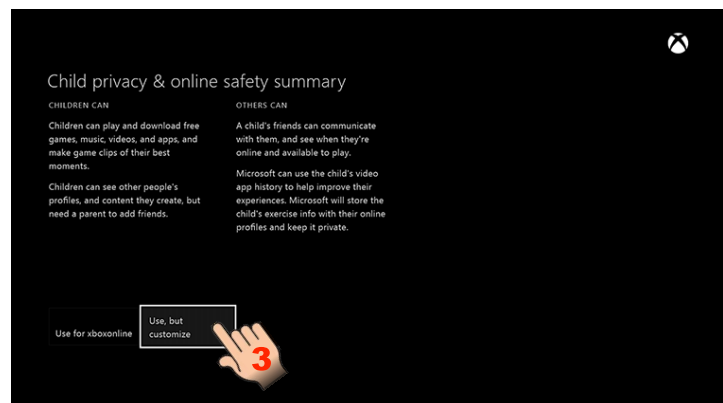 Child privacy & online safety summary
CHILDREN CAN
Children can play and download free
games, music, videos, and apps, and
make game clips of their best
moments.
Children can see other people's
profiles, and content they create, but
need a parent to add friends.
OTHERS CAN
A child's friends can communicate
with them, and see when they're
online and available to play.
Microsoft can use the child's video
app history to help improve their
experiences. Microsoft will store the
child's exercise info with their online
profiles and keep it private.
Use for xboxonline
Use, but
customize
3